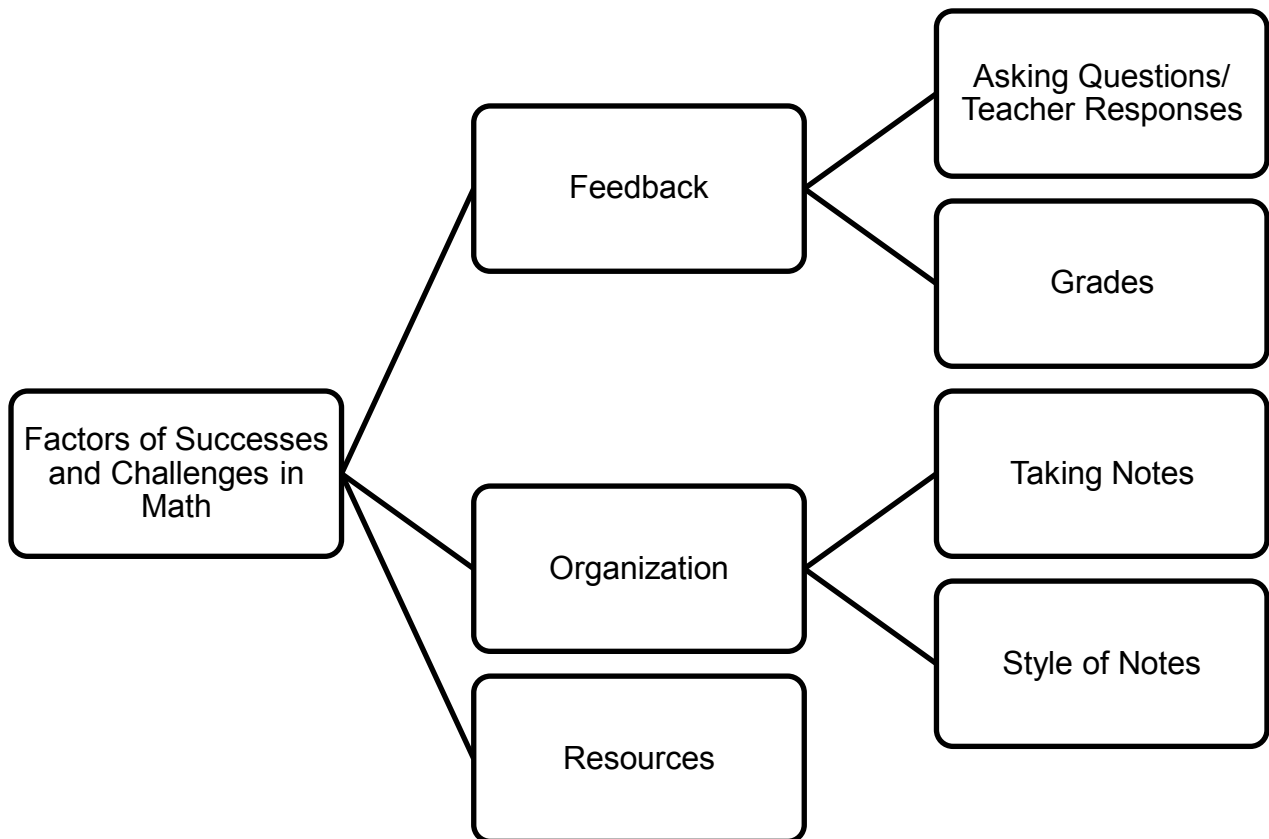 Factors of Successes
and Challenges in
Math
Feedback
Asking Questions/
Teacher Responses
Grades
Organization
Taking Notes
Style of Notes
Resources